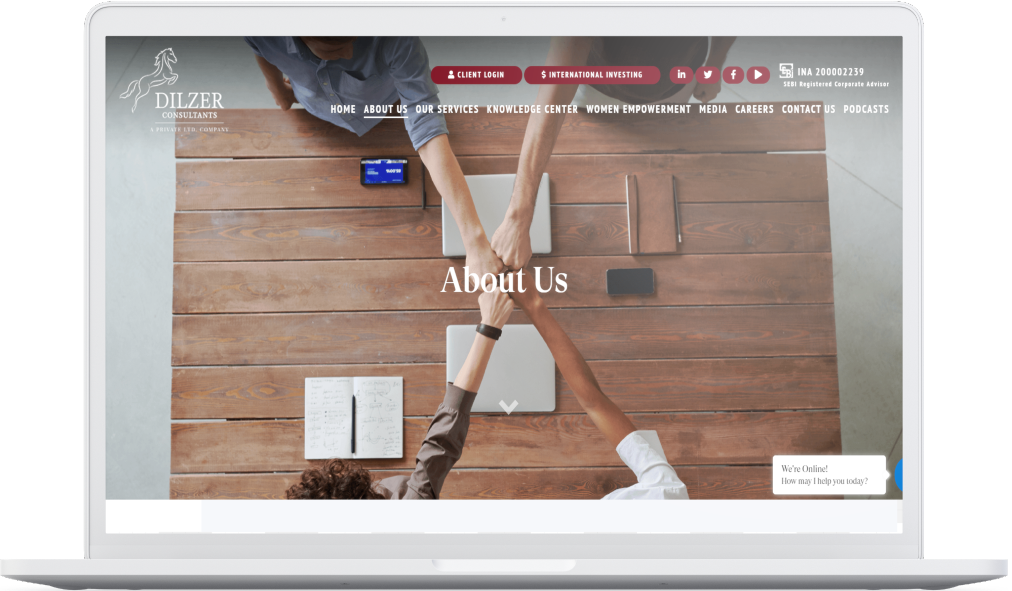 DILZER
CONSULTANTS
A PRIVATE LTD. COMPANY
CLIENT LOGIN
$ INTERNATIONAL INVESTING
in
f
INA 200002239
SEBI Registered Corporate Advisor
HOME ABOUT US OUR SERVICES KNOWLEDGE CENTER WOMEN EMPOWERMENT MEDIA CAREERS CONTACT US PODCASTS
About Us
We're Online!
How may I help you today?